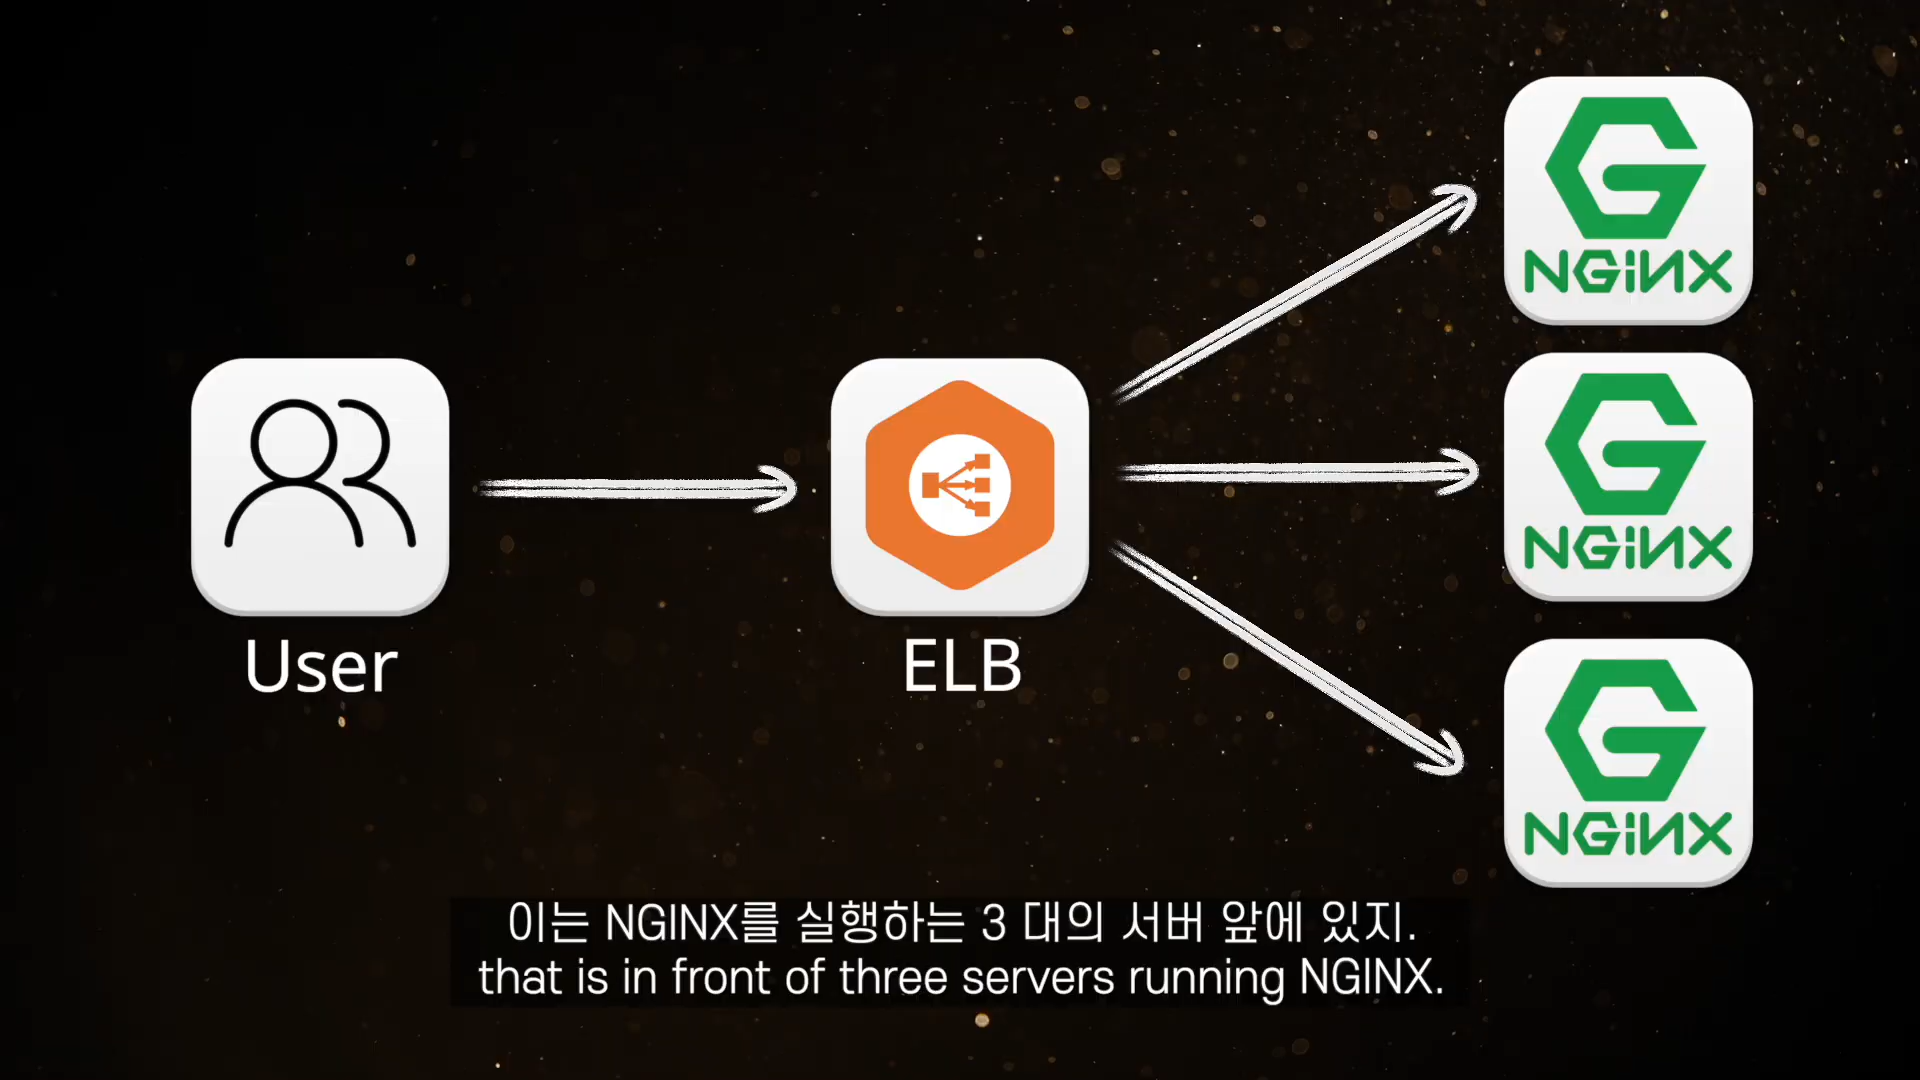 NGINX
NGINX
User
ELB
NGINX
이는 NGINX를 실행하는 3 대의 서버 앞에 있지.
that is in front of three servers running NGINX.